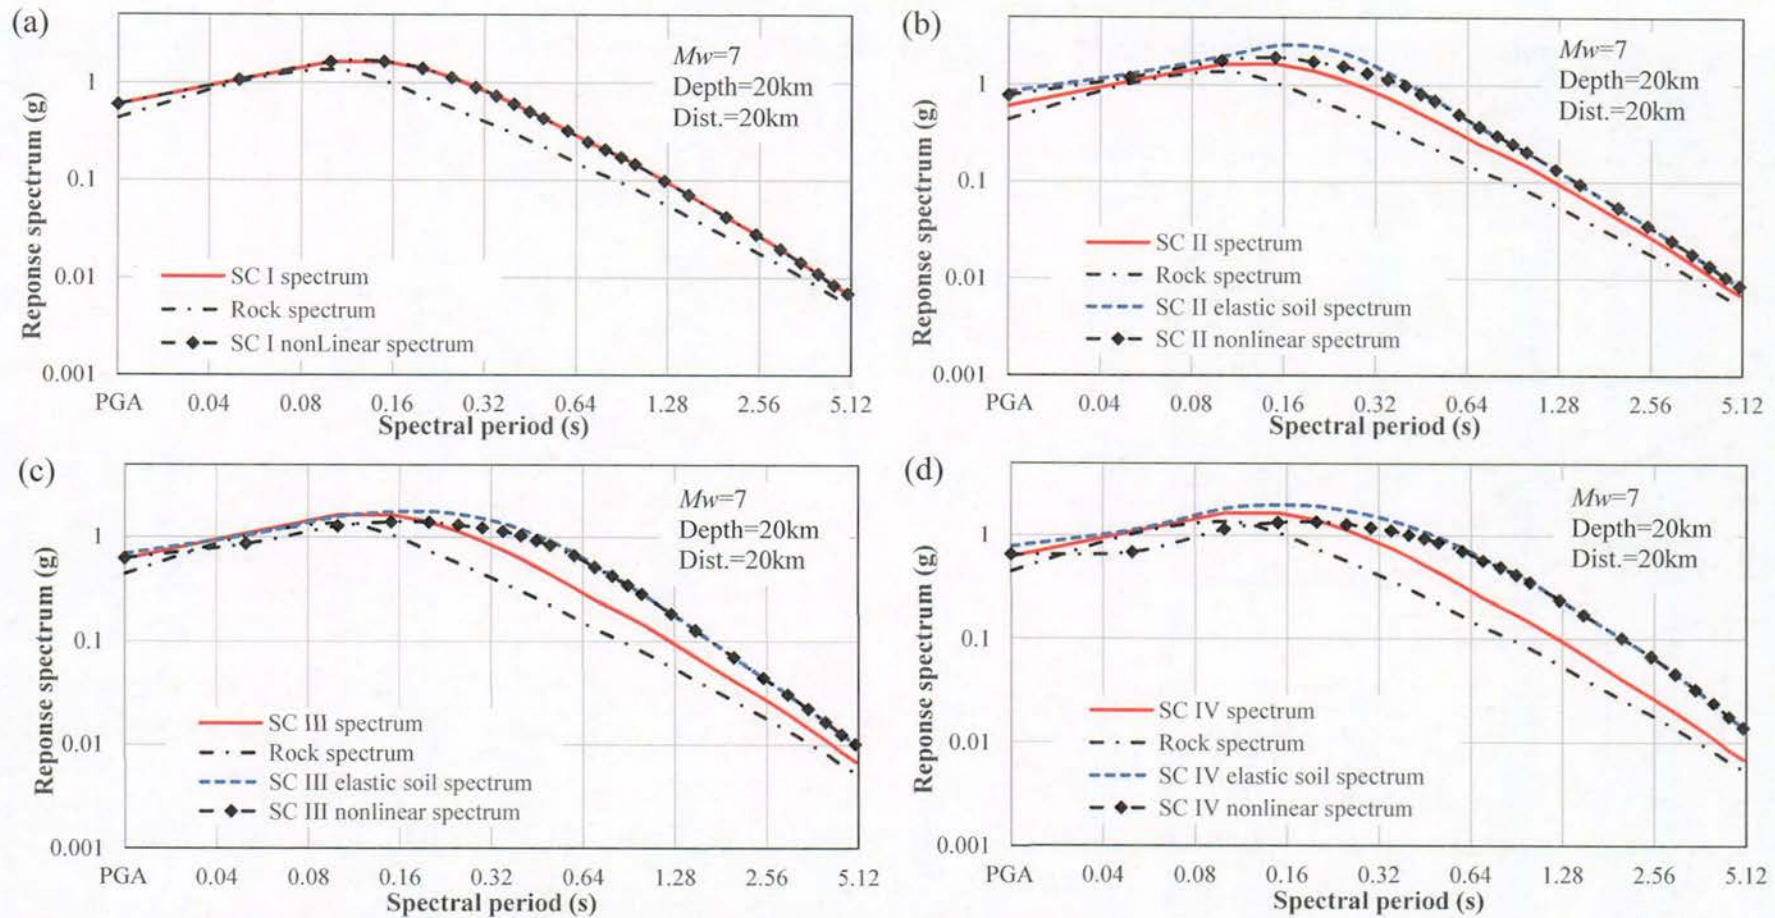 (a)
Mw=7
Depth=20km
Dist.=20km
1
0.1
0.01
0.001
Reponse spectrum (g)
SC I spectrum
Rock spectrum
SC I nonLinear spectrum
PGA 0.04 0.08 0.16 0.32 0.64 1.28 2.56 5.12
Spectral period (s)
(b)
Mw=7
Depth=20km
Dist.=20km
1
0.1
0.01
0.001
Reponse spectrum (g)
SC II spectrum
Rock spectrum
SC II elastic soil spectrum
SC II nonlinear spectrum
PGA 0.04 0.08 0.16 0.32 0.64 1.28 2.56 5.12
Spectral period (s)
(c)
Mw=7
Depth=20km
Dist.=20km
1
0.1
0.01
0.001
Reponse spectrum (g)
SC III spectrum
Rock spectrum
SC III elastic soil spectrum
SC III nonlinear spectrum
PGA 0.04 0.08 0.16 0.32 0.64 1.28 2.56 5.12
Spectral period (s)
(d)
Mw=7
Depth=20km
Dist.=20km
1
0.1
0.01
0.001
Reponse spectrum (g)
SC IV spectrum
Rock spectrum
SC IV elastic soil spectrum
SC IV nonlinear spectrum
PGA 0.04 0.08 0.16 0.32 0.64 1.28 2.56 5.12
Spectral period (s)